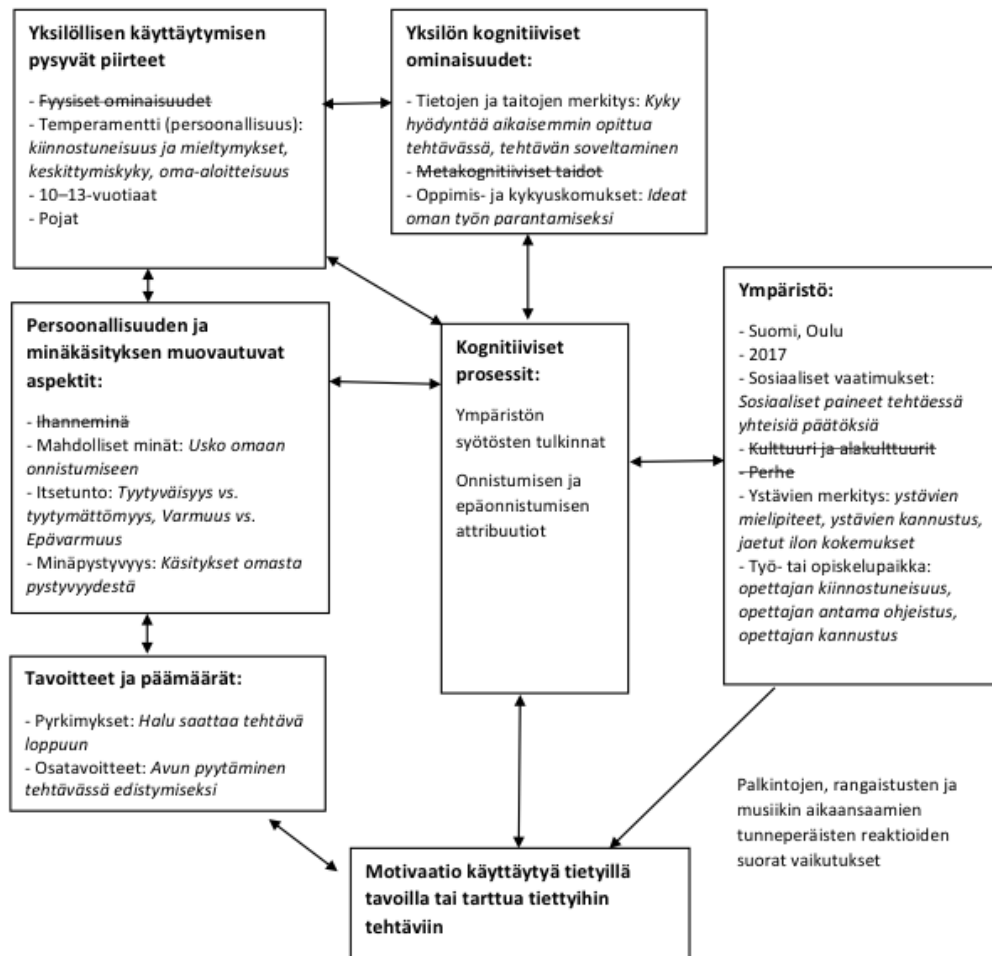 Yksilöllisen käyttäytymisen
pysyvät piirteet
- Fyysiset ominaisuudet
- Temperamentti (persoonallisuus):
kiinnostuneisuus ja mieltymykset,
keskittymiskyky, oma-aloitteisuus
- 10–13-vuotiaat
- Pojat
Yksilön kognitiiviset
ominaisuudet:
- Tietojen ja taitojen merkitys: Kyky
hyödyntää aikaisemmin opittua
tehtävässä, tehtävän soveltaminen
- Metakognitiiviset taidot
- Oppimis- ja kykyuskomukset: Ideat
oman työn parantamiseksi
Persoonallisuuden ja
minäkäsityksen muovautuvat
aspektit:
- Ihanneminä
- Mahdolliset minät: Usko omaan
onnistumiseen
- Itsetunto: Tyytyväisyys vs.
tyytymättömyys, Varmuus vs.
Epävarmuus
- Minäpystyvyys: Käsitykset omasta
pystyvyydestä
Kognitiiviset
prosessit:
Ympäristön
syötösten tulkinnat
Onnistumisen ja
epäonnistumisen
attribuutiot
Ympäristö:
- Suomi, Oulu
- 2017
- Sosiaaliset vaatimukset:
Sosiaaliset paineet tehtäessä
yhteisiä päätöksiä
- Kulttuuri ja alakulttuurit
- Perhe
- Ystävien merkitys: ystävien
mielipiteet, ystävien kannustus,
jaetut ilon kokemukset
- Työ- tai opiskelupaikka:
opettajan kiinnostuneisuus,
opettajan antama ohjeistus,
opettajan kannustus
Tavoitteet ja päämäärät:
- Pyrkimykset: Halu saattaa tehtävä
loppuun
- Osatavoitteet: Avun pyytäminen
tehtävässä edistymiseksi
Palkintojen, rangaistusten ja
musiikin aikaansaamien
tunneperäisten reaktioiden
suorat vaikutukset
Motivaatio käyttäytyä tietyillä
tavoilla tai tarttua tiettyihin
tehtäviin